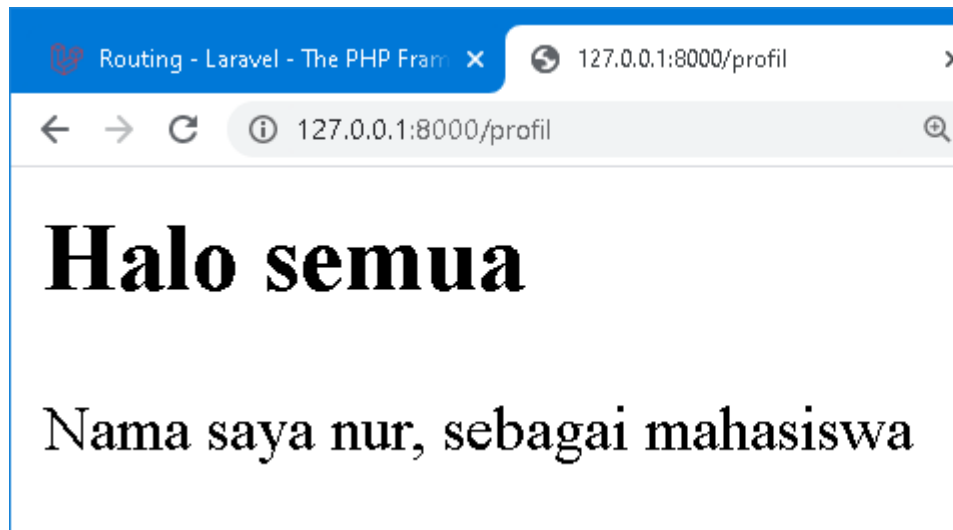 Routing - Laravel - The PHP Fram
127.0.0.1:8000/profil
127.0.0.1:8000/profil
Halo semua
Nama saya nur, sebagai mahasiswa